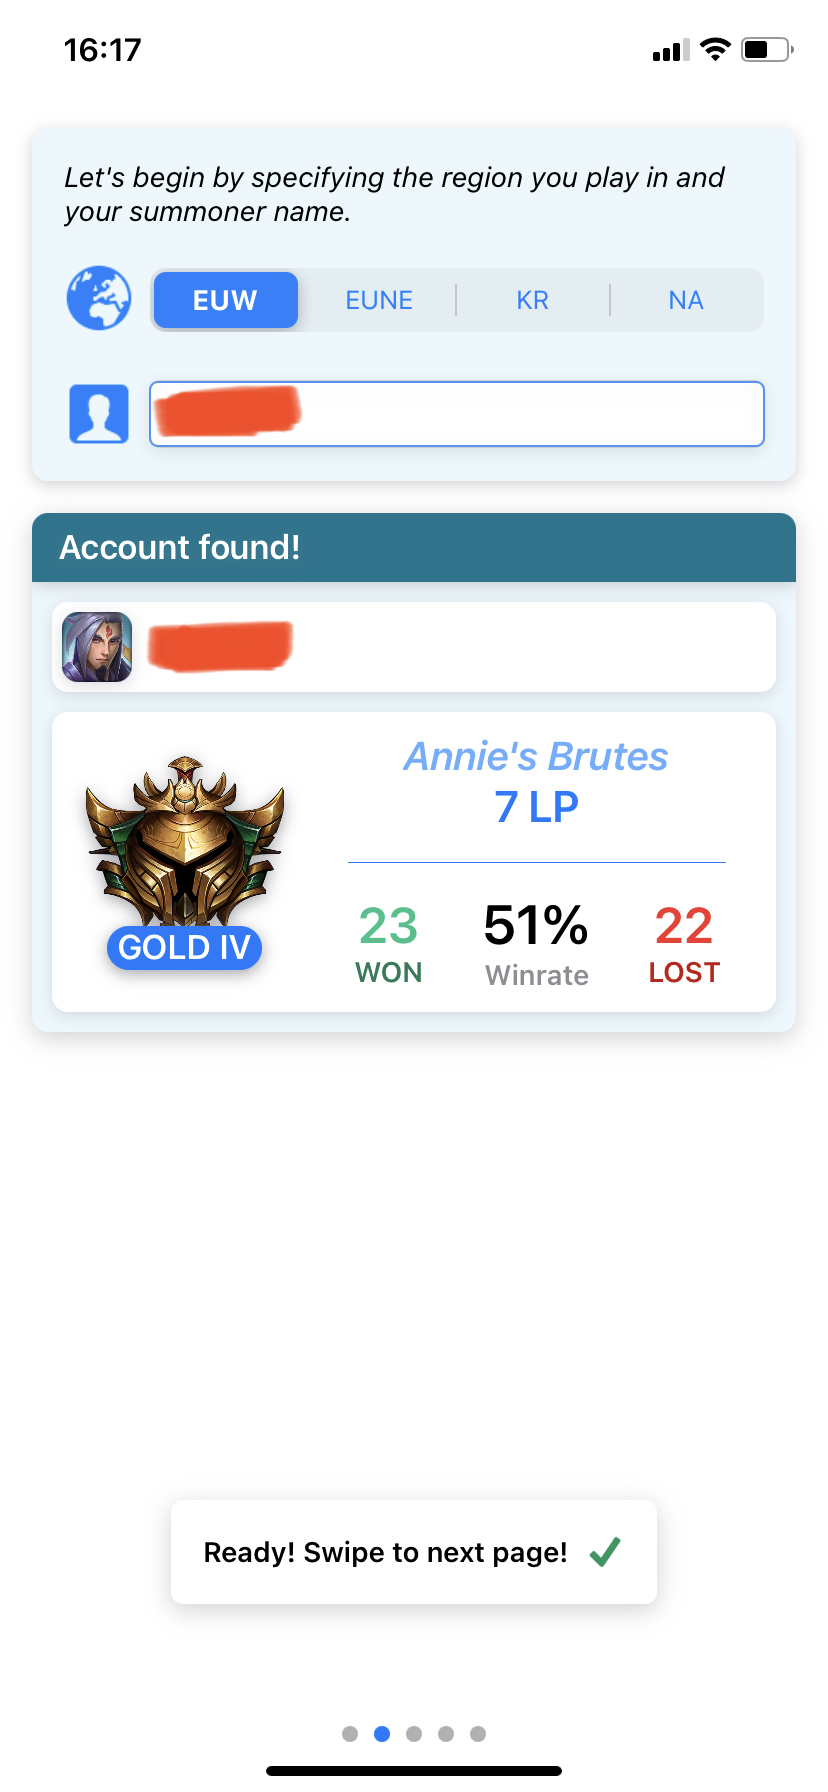 16:17
Let's begin by specifying the region you play in and
your summoner name.
EUW EUNE KR NA
Account found!
Annie's Brutes
7 LP
GOLD IV
23 51% 22
WON Winrate LOST
Ready! Swipe to next page!